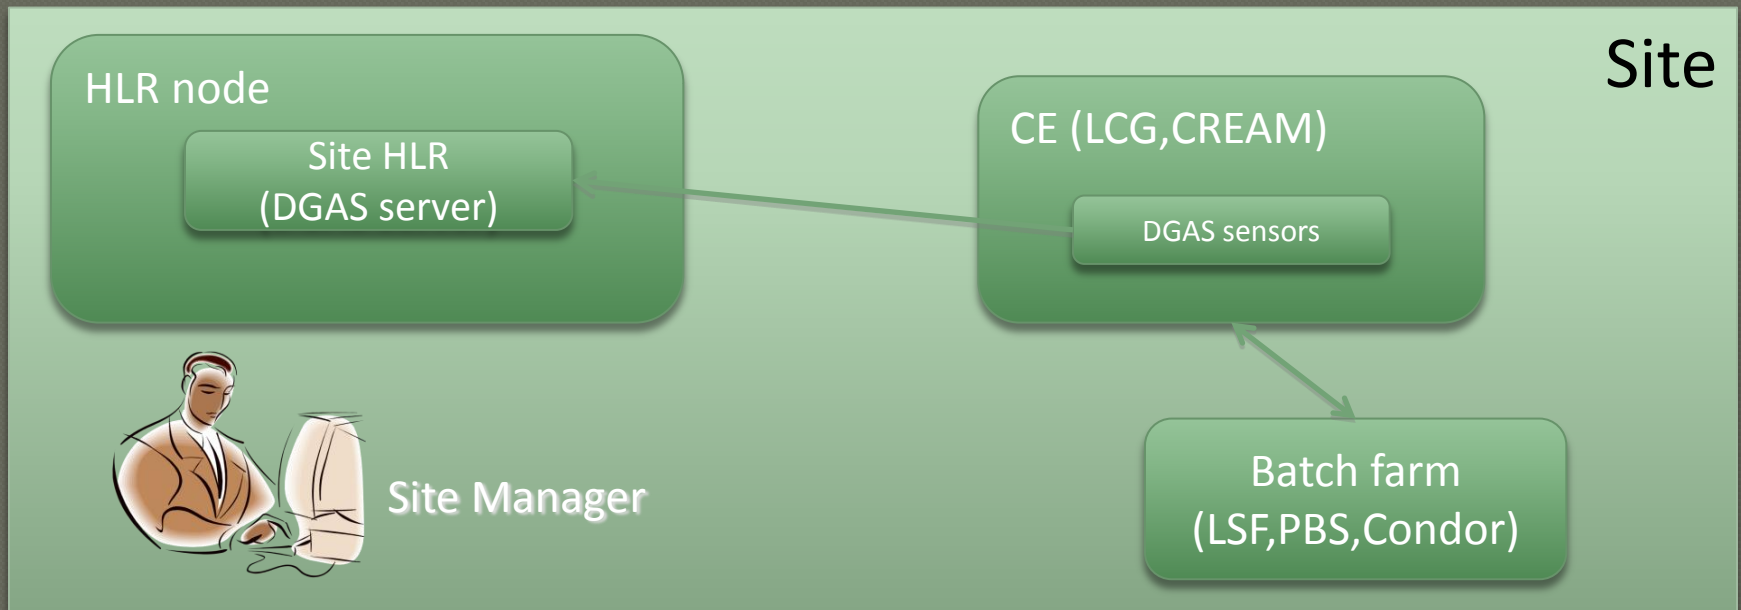 Site
HLR node
Site HLR
(DGAS server)
CE (LCG,CREAM)
DGAS sensors
Site Manager
Batch farm
(LSF,PBS,Condor)